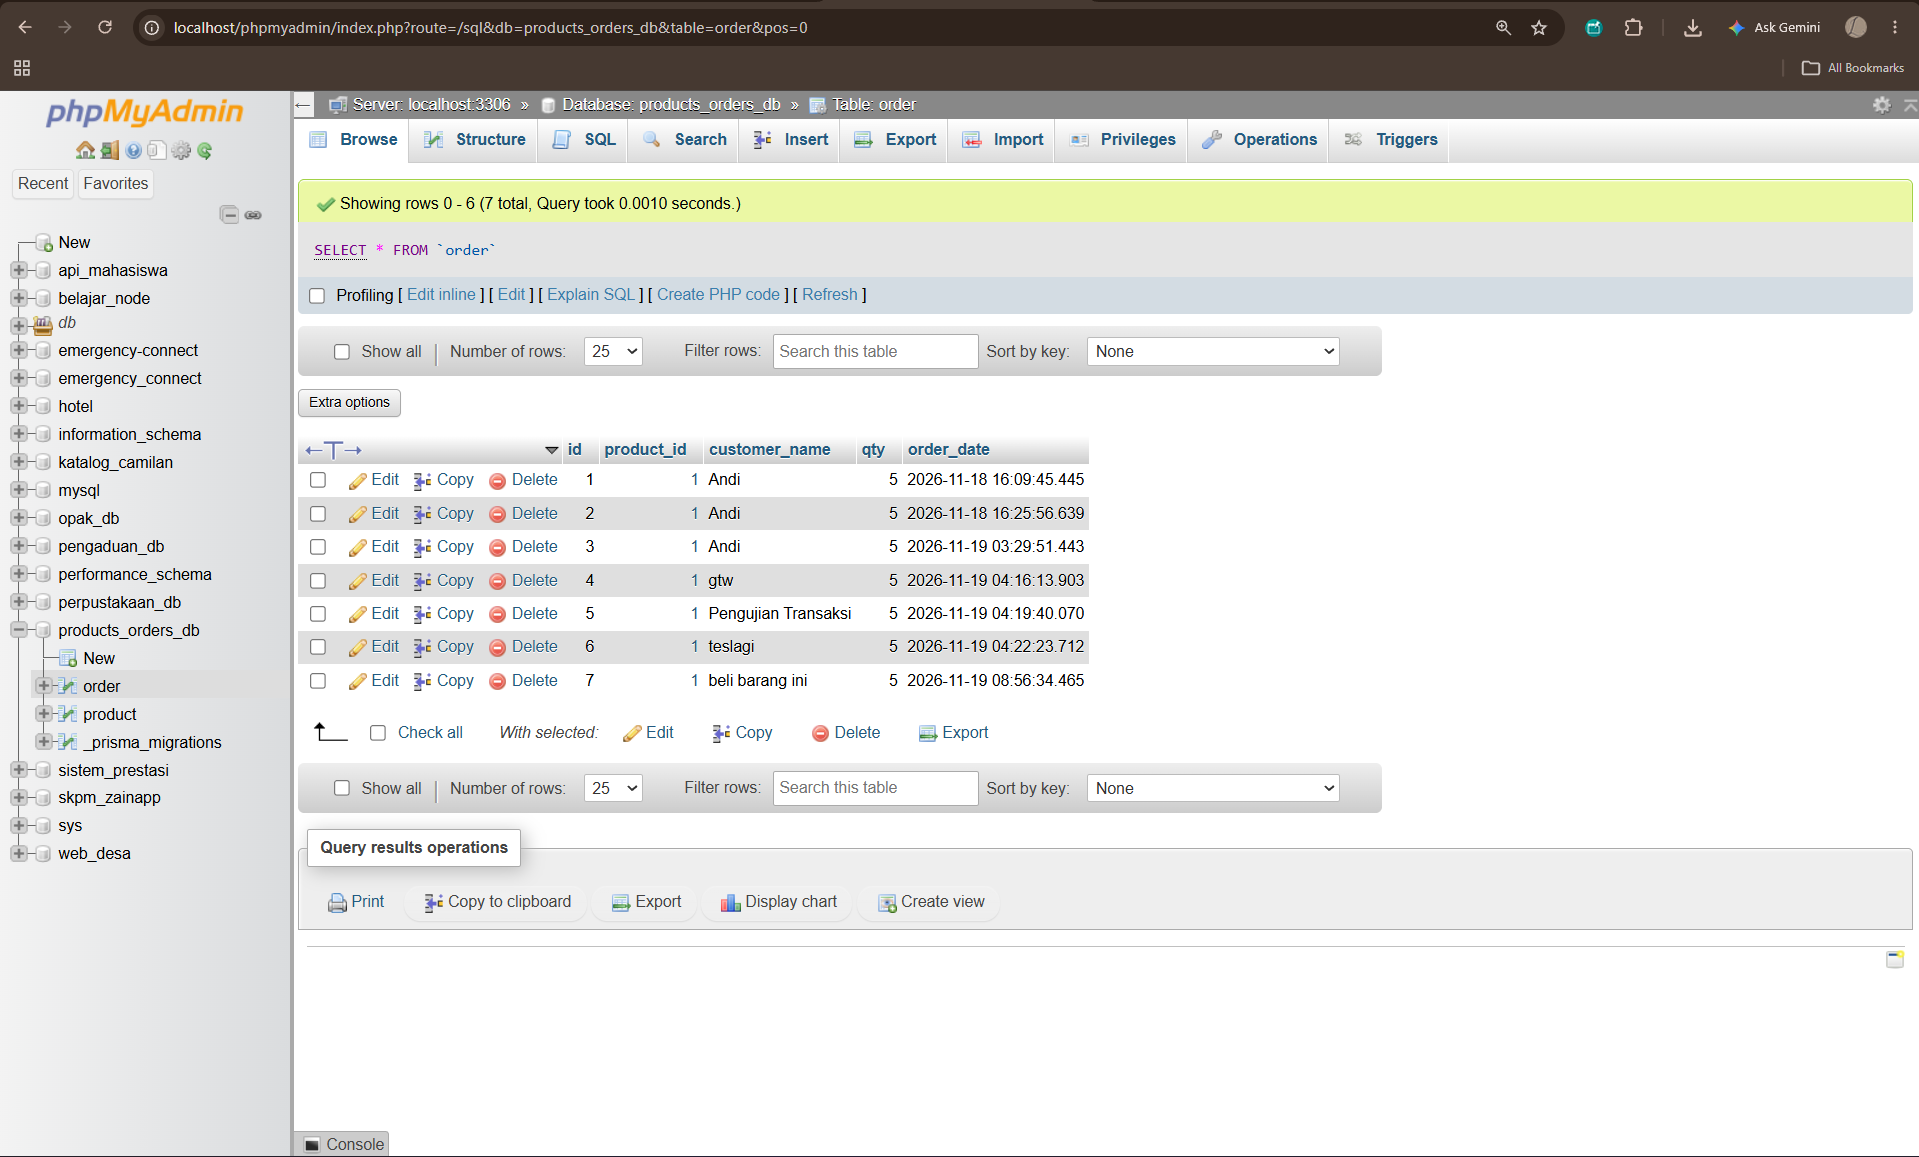 localhost/phpmyadmin/index.php?route=/sql&db=products_orders_db&table=order&pos=0
Ask Gemini
All Bookmarks
phpMyAdmin
Recent Favorites
New
api_mahasiswa
belajar_node
db
emergency-connect
emergency_connect
hotel
information_schema
katalog_camilan
mysql
opak_db
pengaduan_db
performance_schema
perpustakaan_db
products_orders_db
New
order
product
_prisma_migrations
sistem_prestasi
skpm_zainapp
sys
web_desa
Server: localhost:3306 » Database: products_orders_db » Table: order
Browse Structure SQL Search Insert Export Import Privileges Operations Triggers
Showing rows 0 - 6 (7 total, Query took 0.0010 seconds.)
SELECT * FROM `order`
Profiling [ Edit inline ] [ Edit ] [ Explain SQL ] [ Create PHP code ] [ Refresh ]
Show all | Number of rows: 25 Filter rows: Search this table Sort by key: None
Extra options
←T→ id product_id customer_name qty order_date
Edit Copy Delete 1 1 Andi 5 2026-11-18 16:09:45.445
Edit Copy Delete 2 1 Andi 5 2026-11-18 16:25:56.639
Edit Copy Delete 3 1 Andi 5 2026-11-19 03:29:51.443
Edit Copy Delete 4 1 gtw 5 2026-11-19 04:16:13.903
Edit Copy Delete 5 1 Pengujian Transaksi 5 2026-11-19 04:19:40.070
Edit Copy Delete 6 1 teslagi 5 2026-11-19 04:22:23.712
Edit Copy Delete 7 1 beli barang ini 5 2026-11-19 08:56:34.465
Check all With selected: Edit Copy Delete Export
Show all | Number of rows: 25 Filter rows: Search this table Sort by key: None
Query results operations
Print Copy to clipboard Export Display chart Create view
Console